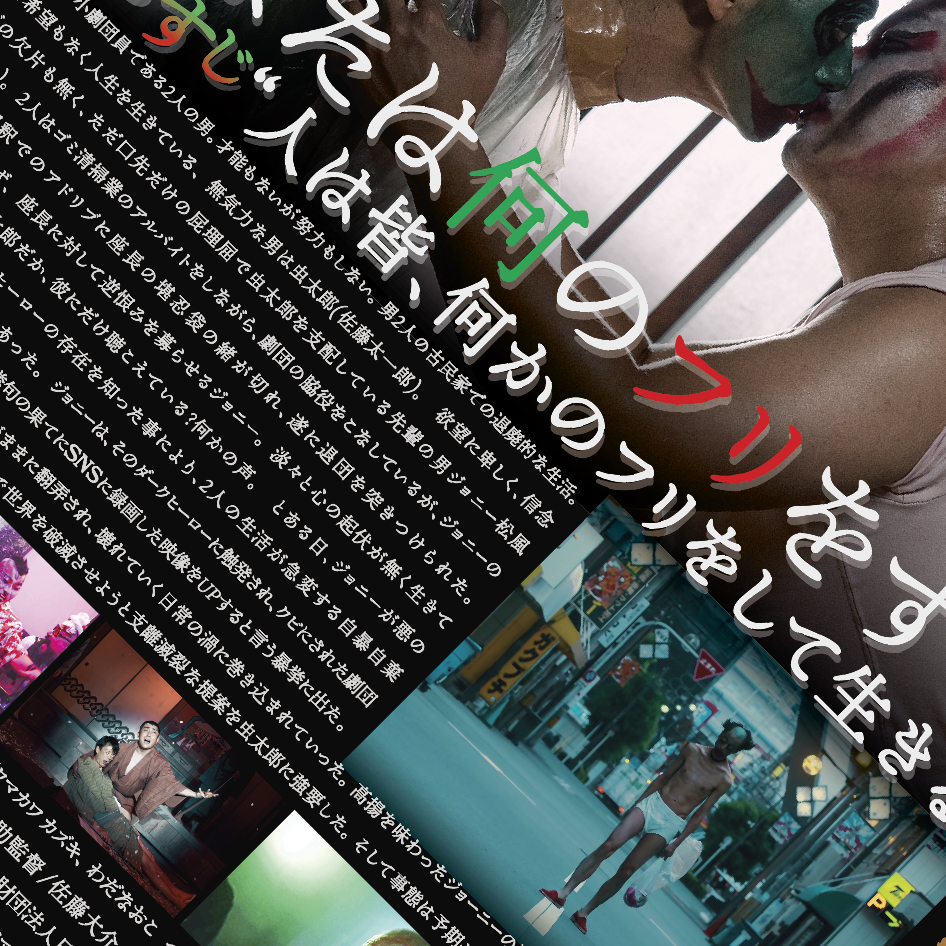 すじ
たは何のフリをす
“人は皆、何かのフリをして生き
小劇団員である2人の男。才能もないが努力もしない。男2人の古民家での退廃的な生活。
希望もなく人生を生きている、無気力な男は虫太郎(佐藤太一郎)。 欲望に卑しく、信念
の欠片も無く、ただ口先だけの屁理屈で虫太郎を支配している先輩の男・ジョニー松風
)。2人はゴミ清掃業のアルバイトをしながら、劇団の脇役をこなしているが、ジョニーの
釈でのアドリブに座長の堪忍袋の緒が切れ、遂に退団を突きつけられた。
が、座長に対して逆恨みを募らせるジョニー。 淡々と心の起伏が無く生きて
郎だか、彼にだけ聴こえている?何かの声。 とある日、ジョニーが悪の
ヒーローの存在を知った事により、2人の生活が急変する自暴自棄
あった。 ジョニーは、そのダークヒーローに触発され、クビにされた劇団
挙句の果てにSNSに録画した映像をUPすると言う暴挙に出た。
ままに翻弄され、壊れていく日常の渦に巻き込まれていった。高揚を味わったジョニーの
世界を破滅させようと支離滅裂な提案を虫太郎に強要した。そして事態は予期
カワカズキ、わだなおと
助監督/佐藤大介
財団法人